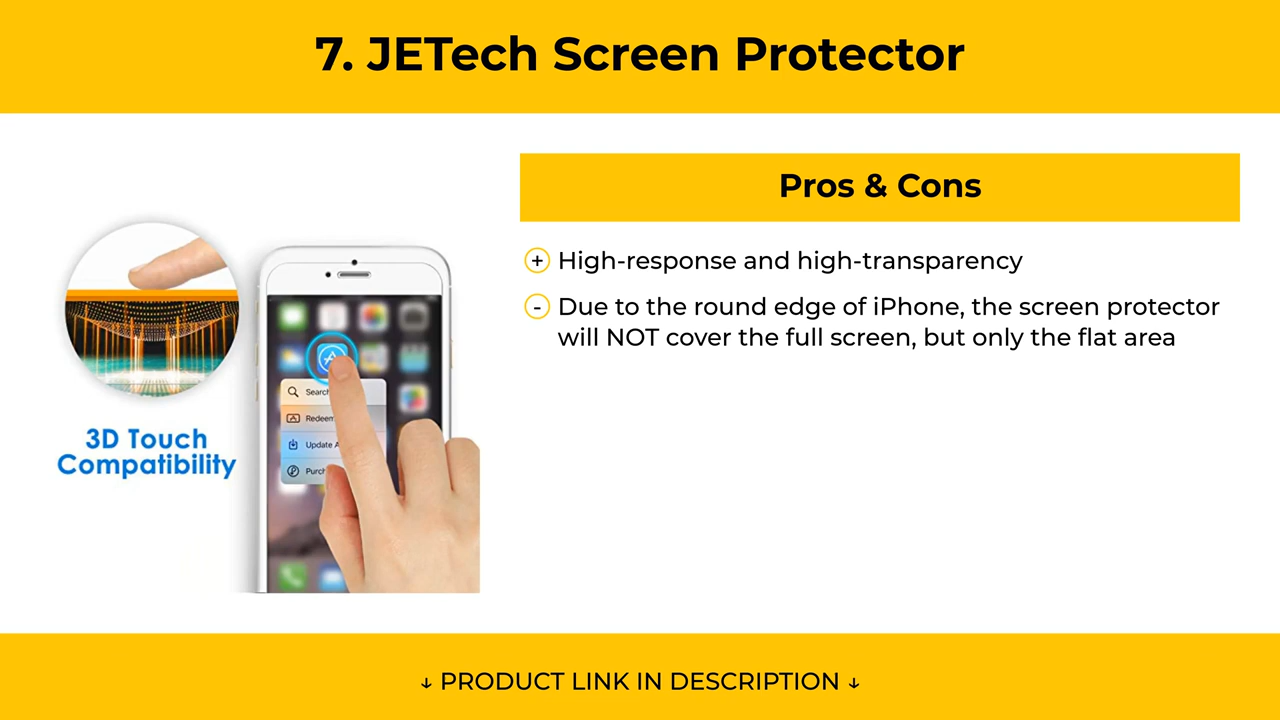 7. JETech Screen Protector
Pros & Cons
+ High-response and high-transparency
- Due to the round edge of iPhone, the screen protector
will NOT cover the full screen, but only the flat area
3D Touch
Compatibility
Search
Redeem
Update A
Purch
↓ PRODUCT LINK IN DESCRIPTION ↓